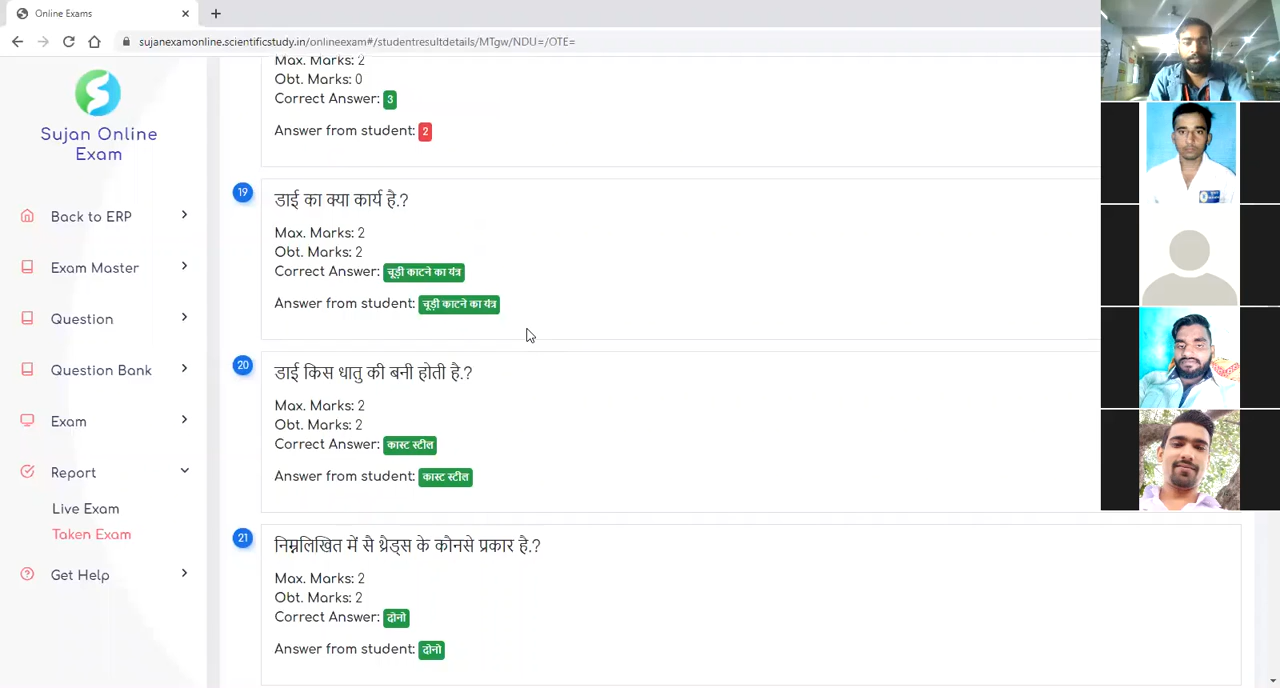 Online Exams
sujanexamonline.scientificstudy.in/onlineexam#/studentresultdetails/MTgw/NDU=/OTE=
Sujan Online
Exam
Back to ERP
Exam Master
Question
Question Bank
Exam
Report
Live Exam
Taken Exam
Get Help
Max. Marks: 2
Obt. Marks: 0
Correct Answer: 3
Answer from student: 2
19
डाई का क्या कार्य है.?
Max. Marks: 2
Obt. Marks: 2
Correct Answer: चूड़ी काटने का यंत्र
Answer from student: चूड़ी काटने का यंत्र
20
डाई किस धातु की बनी होती है.?
Max. Marks: 2
Obt. Marks: 2
Correct Answer: कास्ट स्टील
Answer from student: कास्ट स्टील
21
निम्नलिखित में सै थ्रैड्स के कौनसे प्रकार है.?
Max. Marks: 2
Obt. Marks: 2
Correct Answer: दोनो
Answer from student: दोनो